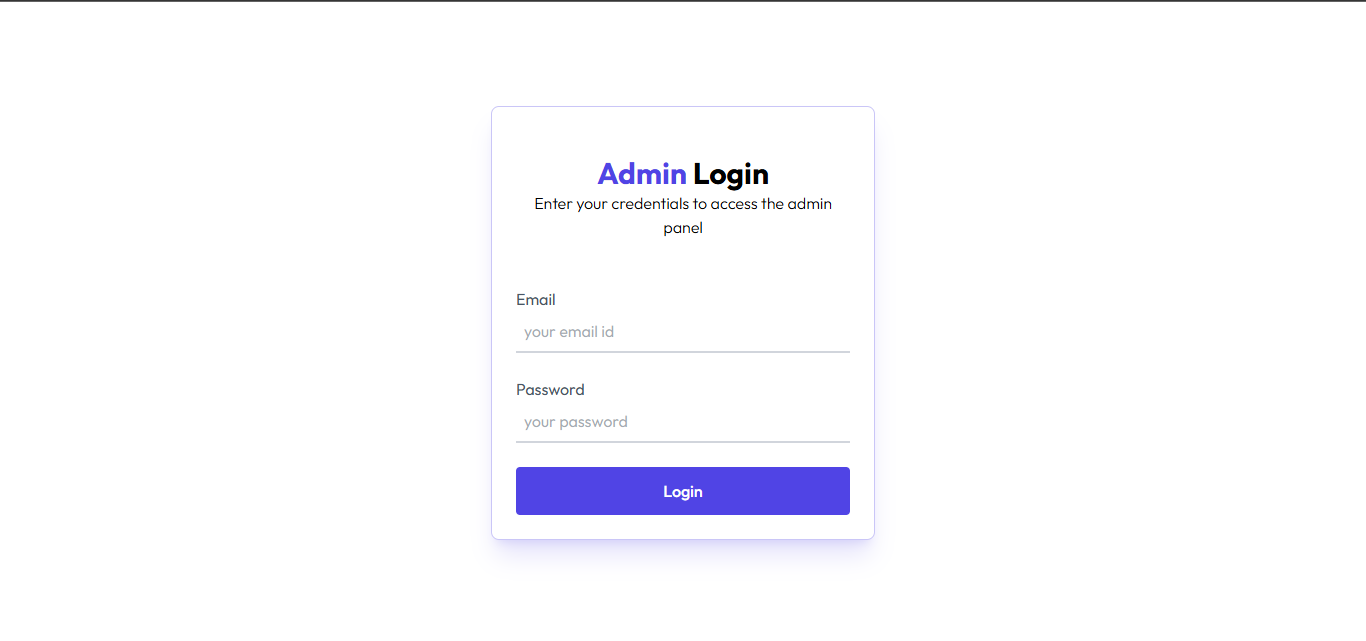 Admin Login
Enter your credentials to access the admin
panel
Email
your email id
Password
your password
Login